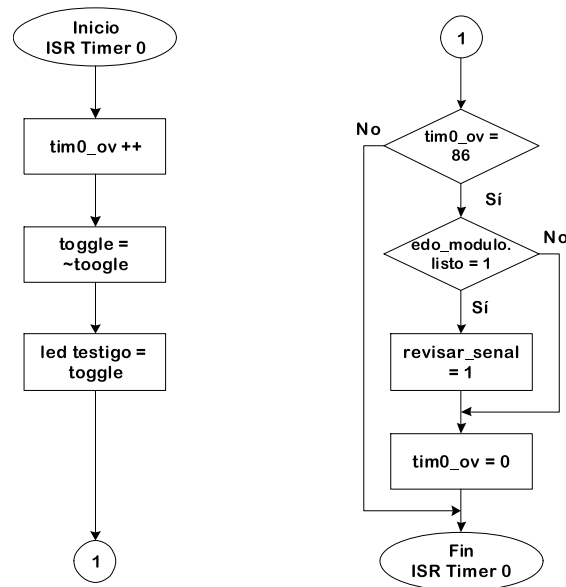 Inicio
ISR Timer 0
tim0_ov ++
toggle =
~toogle
led testigo =
toggle
1
1
tim0_ov =
86
No
Sí
edo_modulo.
listo = 1
No
Sí
revisar_senal
= 1
tim0_ov = 0
Fin
ISR Timer 0